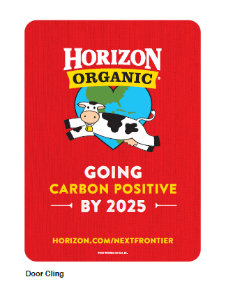 HORIZON
ORGANIC
GOING
CARBON POSITIVE
BY 2025
HORIZON.COM/NEXTFRONTIER
Door Cling